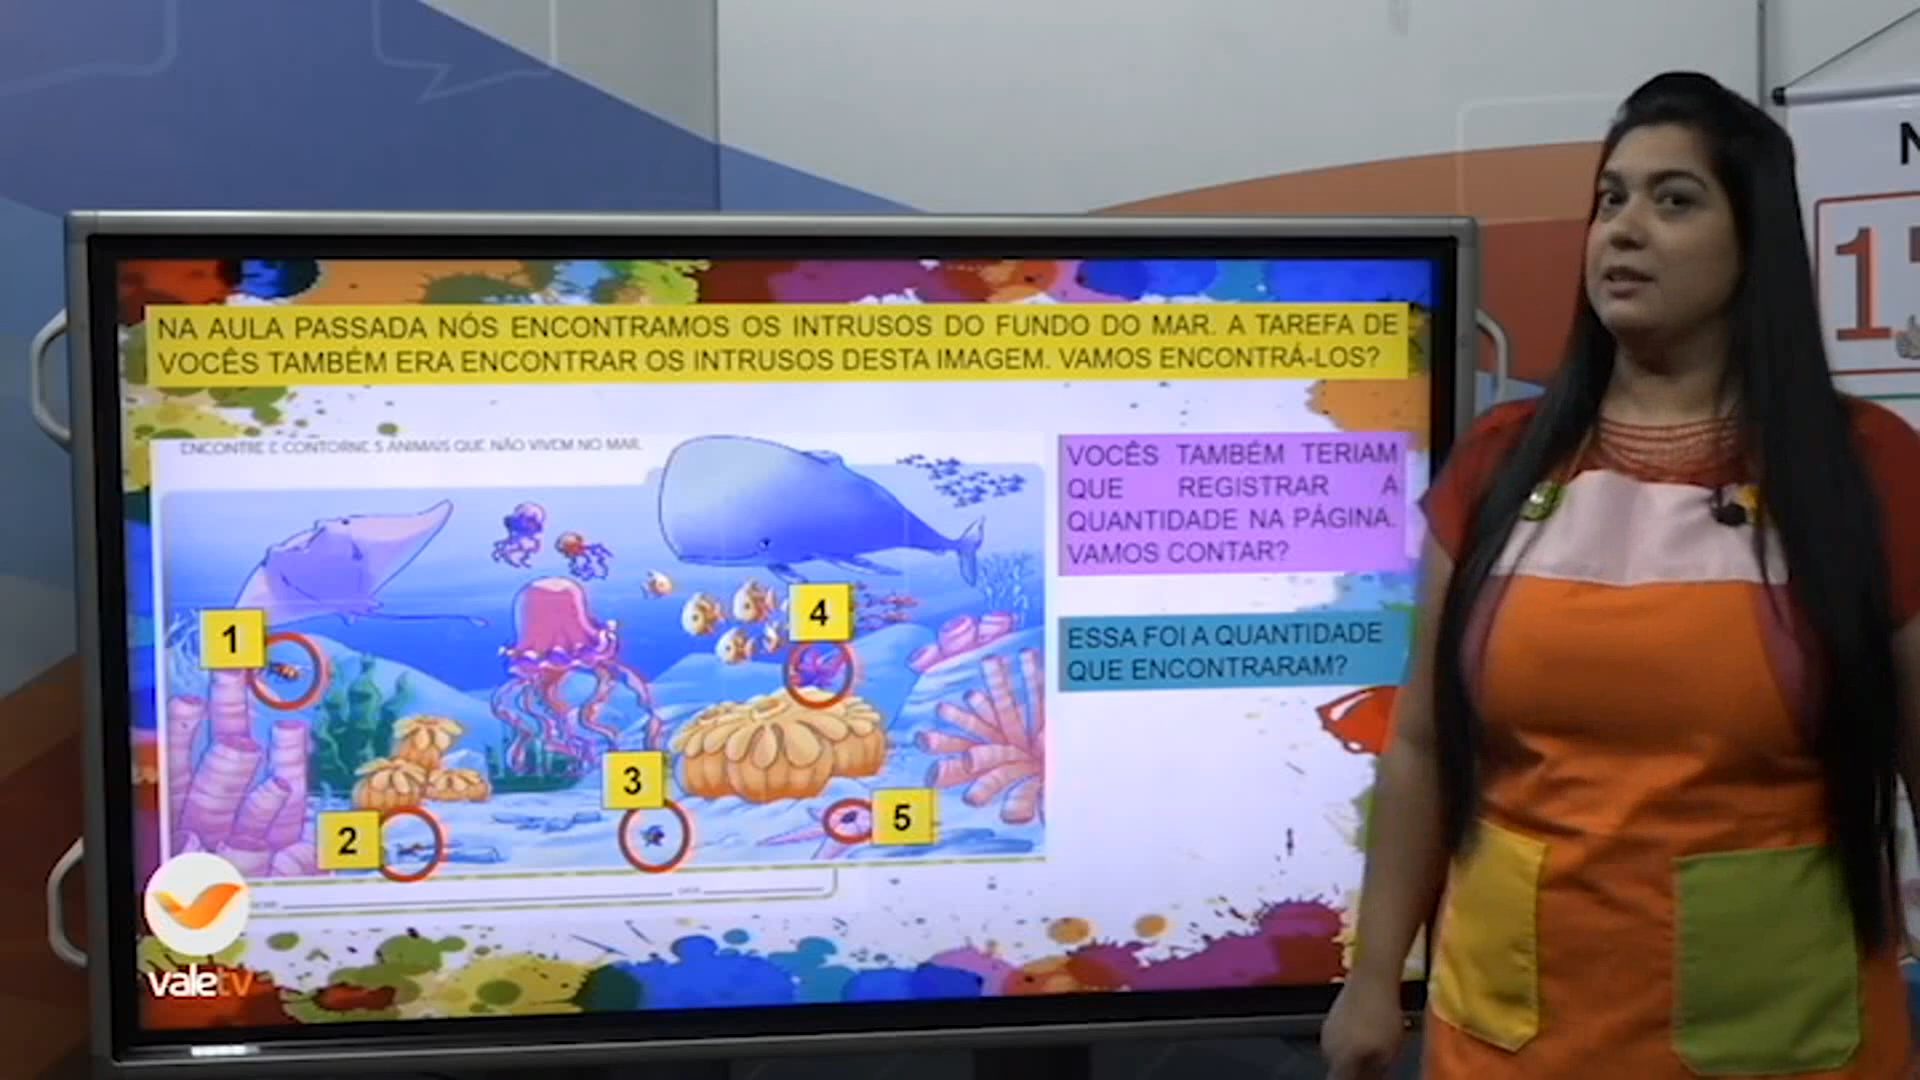 NA AULA PASSADA NÓS ENCONTRAMOS OS INTRUSOS DO FUNDO DO MAR. A TAREFA DE
VOCÊS TAMBÉM ERA ENCONTRAR OS INTRUSOS DESTA IMAGEM. VAMOS ENCONTRÁ-LOS?
ENCONTRE E CONTORNE 5 ANIMAIS QUE NÃO VIVEM NO MAR.
1
2
3
4
5
VOCÊS TAMBÉM TERIAM
QUE REGISTRAR A
QUANTIDADE NA PÁGINA.
VAMOS CONTAR?
ESSA FOI A QUANTIDADE
QUE ENCONTRARAM?
valetv
N
1